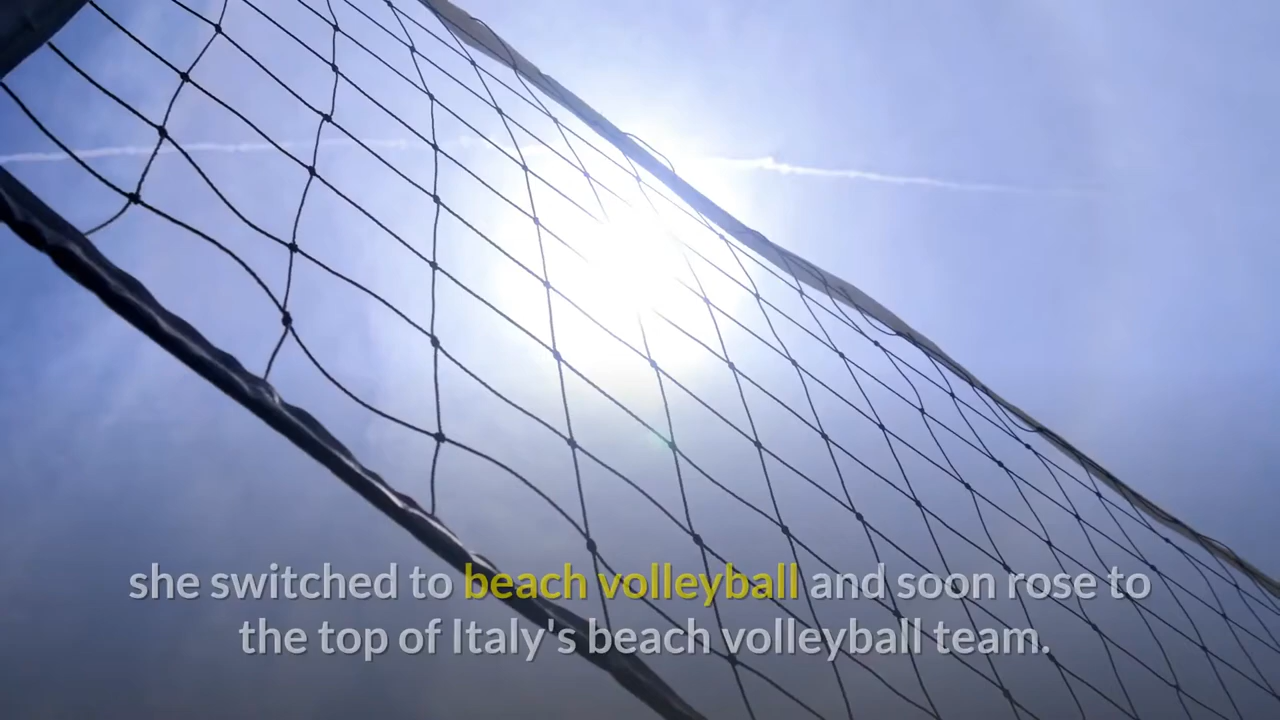 she switched to beach volleyball and soon rose to
the top of Italy's beach volleyball team.